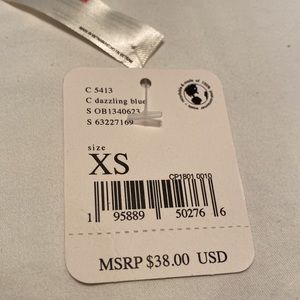 C 5413
C dazzling blue
S OB1340623
S 63227169
size
XS
CP1801 0010
1 95889 50276 6
MSRP $38.00 USD